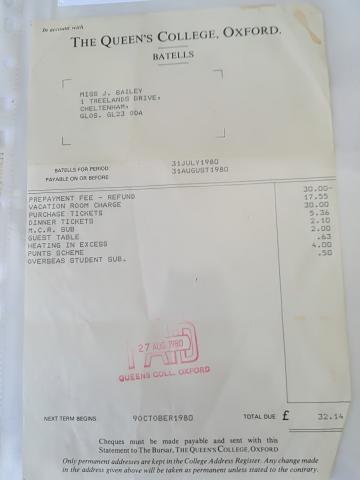 In account with
THE QUEEN'S COLLEGE, OXFORD.
BATELLS
MISS J. BAILEY
1 TREELANDS DRIVE,
CHELTENHAM,
GLOS. GL23 0DA
BATELLS FOR PERIOD 31JULY1980
PAYABLE ON OR BEFORE 31AUGUST1980
PREPAYMENT FEE - REFUND 30.00-
VACATION ROOM CHARGE 17.55
PURCHASE TICKETS 30.00
DINNER TICKETS 5.36
M.C.R. SUB 2.10
GUEST TABLE 2.00
HEATING IN EXCESS .63
PUNTS SCHEME 4.00
OVERSEAS STUDENT SUB. .50
PAID
27 AUG 1980
QUEENS COLL. OXFORD
NEXT TERM BEGINS 9OCTOBER1980 TOTAL DUE £ 32.14
Cheques must be made payable and sent with this
Statement to The Bursar, THE QUEEN'S COLLEGE, OXFORD
Only permanent addresses are kept in the College Address Register. Any change made
in the address given above will be taken as permanent unless stated to the contrary.